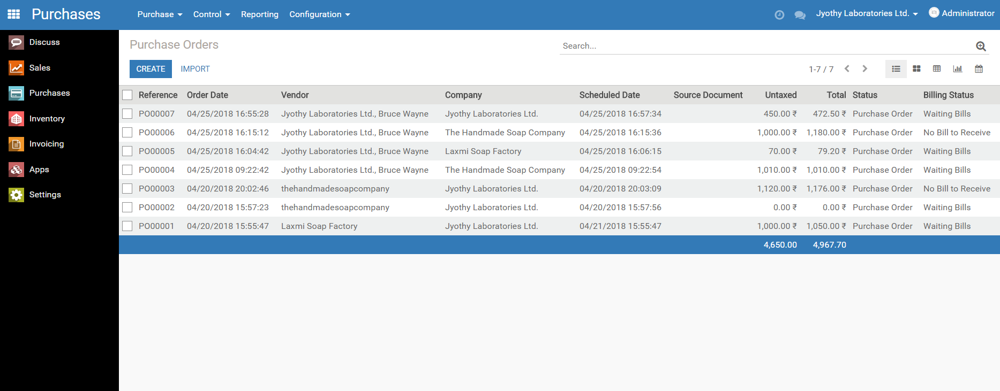 Purchases Purchase Control Reporting Configuration Jyothy Laboratories Ltd. Administrator
Discuss
Sales
Purchases
Inventory
Invoicing
Apps
Settings
Purchase Orders Search...
CREATE IMPORT 1-7 / 7
Reference Order Date Vendor Company Scheduled Date Source Document Untaxed Total Status Billing Status
PO00007 04/25/2018 16:55:28 Jyothy Laboratories Ltd., Bruce Wayne Jyothy Laboratories Ltd. 04/25/2018 16:57:34 450.00 ₹ 472.50 ₹ Purchase Order Waiting Bills
PO00006 04/25/2018 16:15:12 Jyothy Laboratories Ltd., Bruce Wayne The Handmade Soap Company 04/25/2018 16:15:36 1,000.00 ₹ 1,180.00 ₹ Purchase Order No Bill to Receive
PO00005 04/25/2018 16:04:42 Jyothy Laboratories Ltd., Bruce Wayne Laxmi Soap Factory 04/25/2018 16:06:15 70.00 ₹ 79.20 ₹ Purchase Order Waiting Bills
PO00004 04/25/2018 09:22:42 Jyothy Laboratories Ltd., Bruce Wayne The Handmade Soap Company 04/25/2018 09:22:54 1,010.00 ₹ 1,010.00 ₹ Purchase Order Waiting Bills
PO00003 04/20/2018 20:02:46 thehandmadesoapcompany Jyothy Laboratories Ltd. 04/20/2018 20:03:09 1,120.00 ₹ 1,176.00 ₹ Purchase Order No Bill to Receive
PO00002 04/20/2018 15:57:23 thehandmadesoapcompany Jyothy Laboratories Ltd. 04/20/2018 15:57:56 0.00 ₹ 0.00 ₹ Purchase Order Waiting Bills
PO00001 04/20/2018 15:55:47 Laxmi Soap Factory Jyothy Laboratories Ltd. 04/21/2018 15:55:47 1,000.00 ₹ 1,050.00 ₹ Purchase Order Waiting Bills
4,650.00 4,967.70